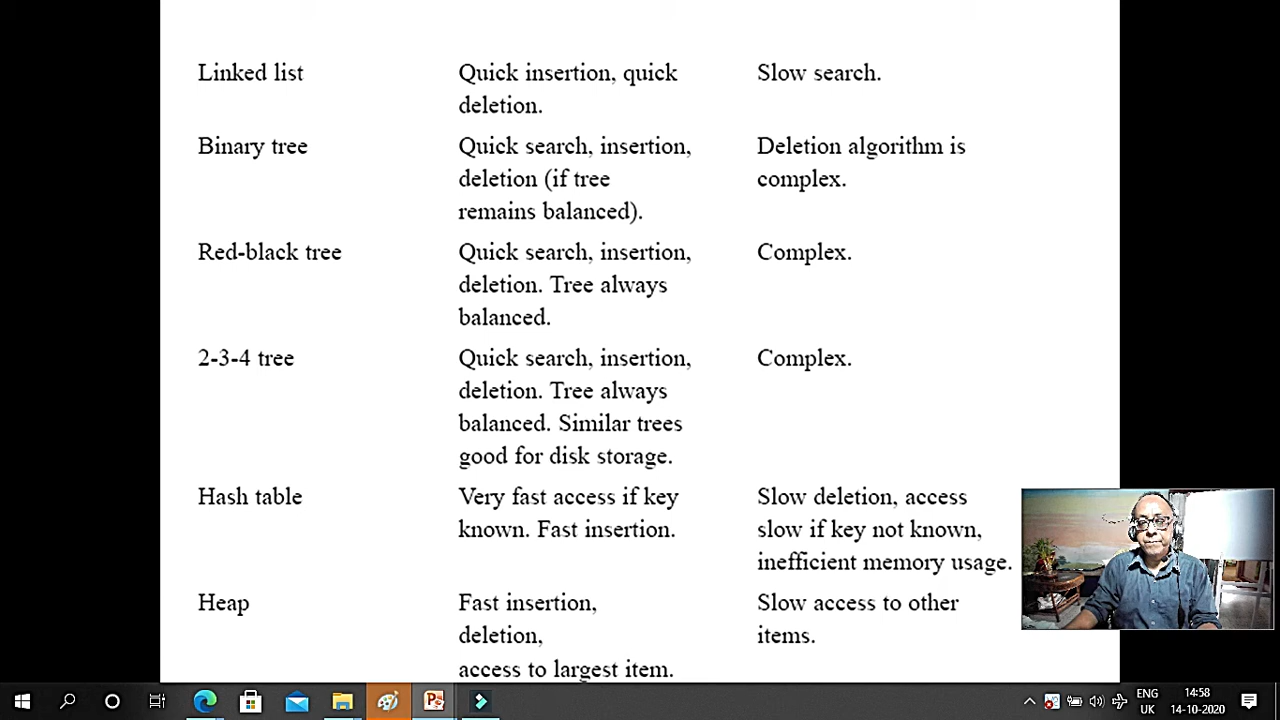 Linked list
Quick insertion, quick
deletion.
Slow search.
Binary tree
Quick search, insertion,
deletion (if tree
remains balanced).
Deletion algorithm is
complex.
Red-black tree
Quick search, insertion,
deletion. Tree always
balanced.
Complex.
2-3-4 tree
Quick search, insertion,
deletion. Tree always
balanced. Similar trees
good for disk storage.
Complex.
Hash table
Very fast access if key
known. Fast insertion.
Slow deletion, access
slow if key not known,
inefficient memory usage.
Heap
Fast insertion,
deletion,
access to largest item.
Slow access to other
items.
ENG
UK
14:58
14-10-2020